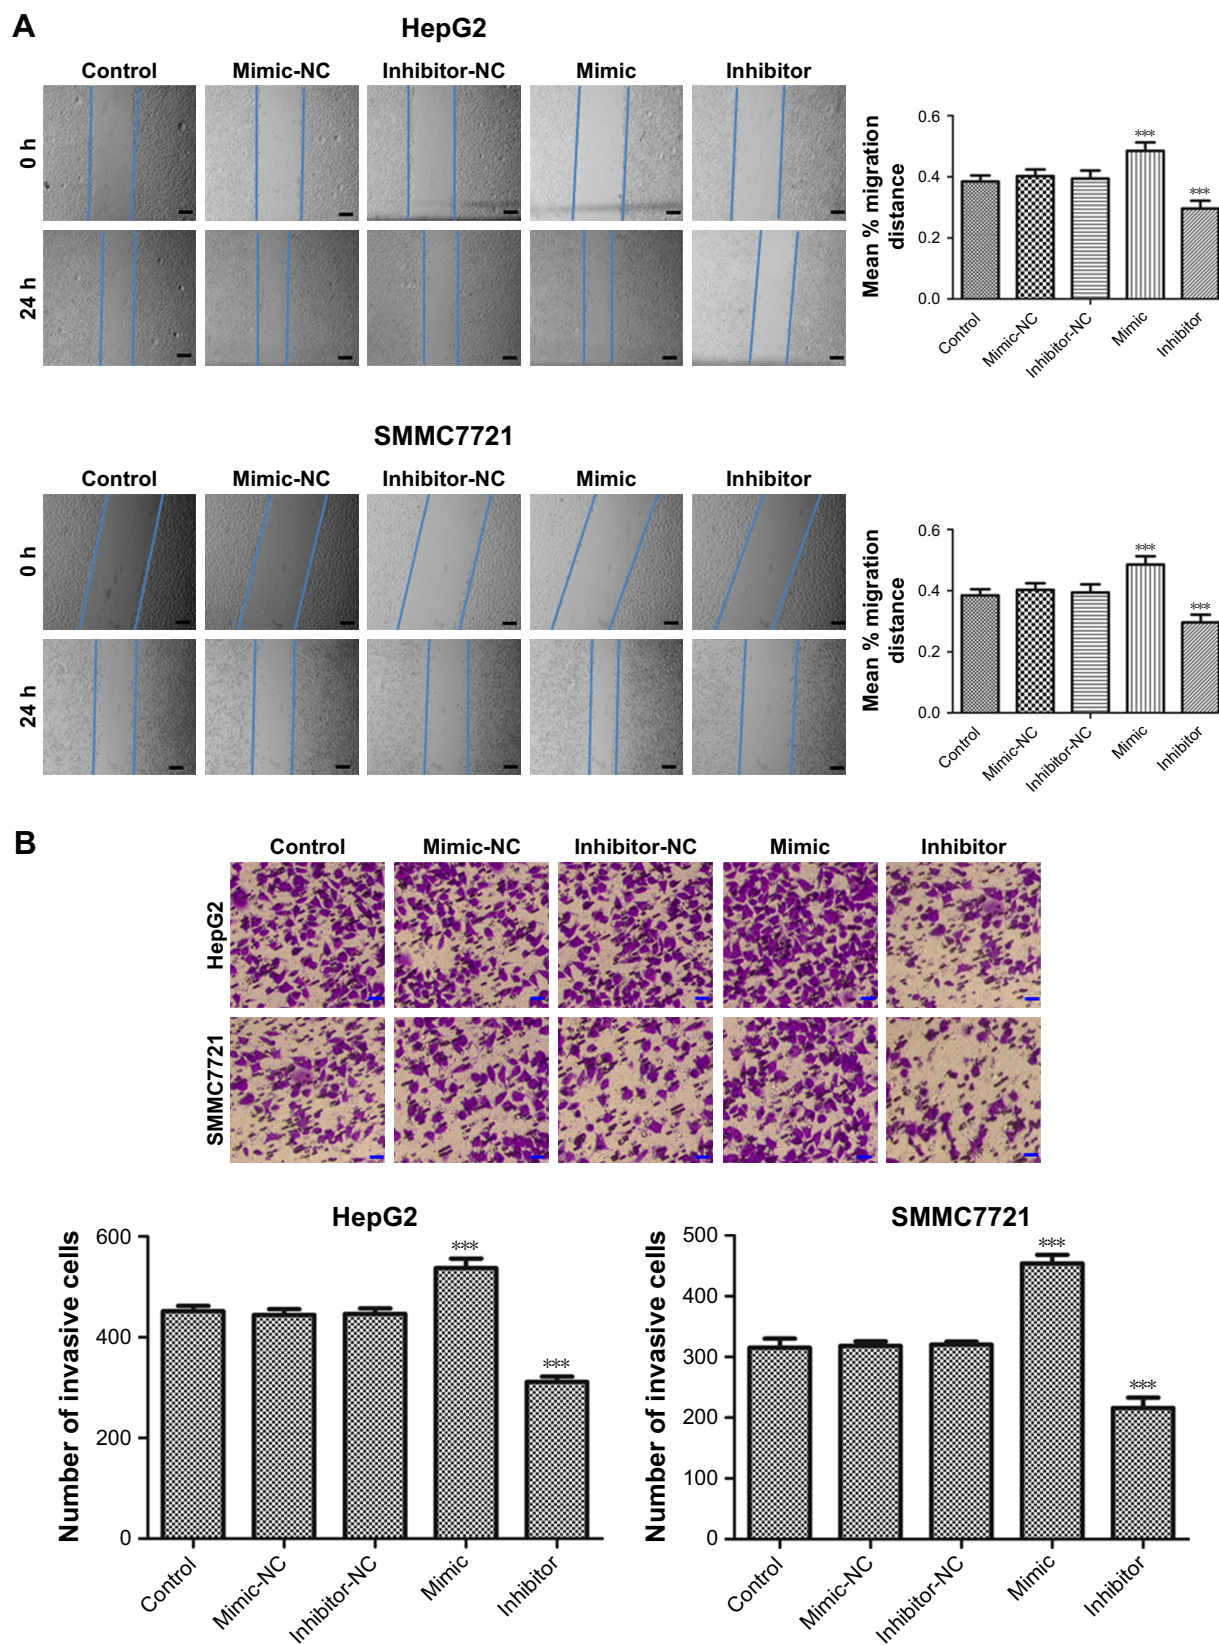 A
HepG2
Control Mimic-NC Inhibitor-NC Mimic Inhibitor
0 h
24 h
Mean % migration
distance
0.6
0.4
0.2
0.0
***
***
Control Mimic-NC Inhibitor-NC Mimic Inhibitor
SMMC7721
Control Mimic-NC Inhibitor-NC Mimic Inhibitor
0 h
24 h
Mean % migration
distance
0.6
0.4
0.2
0.0
***
***
Control Mimic-NC Inhibitor-NC Mimic Inhibitor
B
Control Mimic-NC Inhibitor-NC Mimic Inhibitor
HepG2
SMMC7721
HepG2
Number of invasive cells
600
400
200
0
***
***
Control Mimic-NC Inhibitor-NC Mimic Inhibitor
SMMC7721
Number of invasive cells
500
400
300
200
100
0
***
***
Control Mimic-NC Inhibitor-NC Mimic Inhibitor